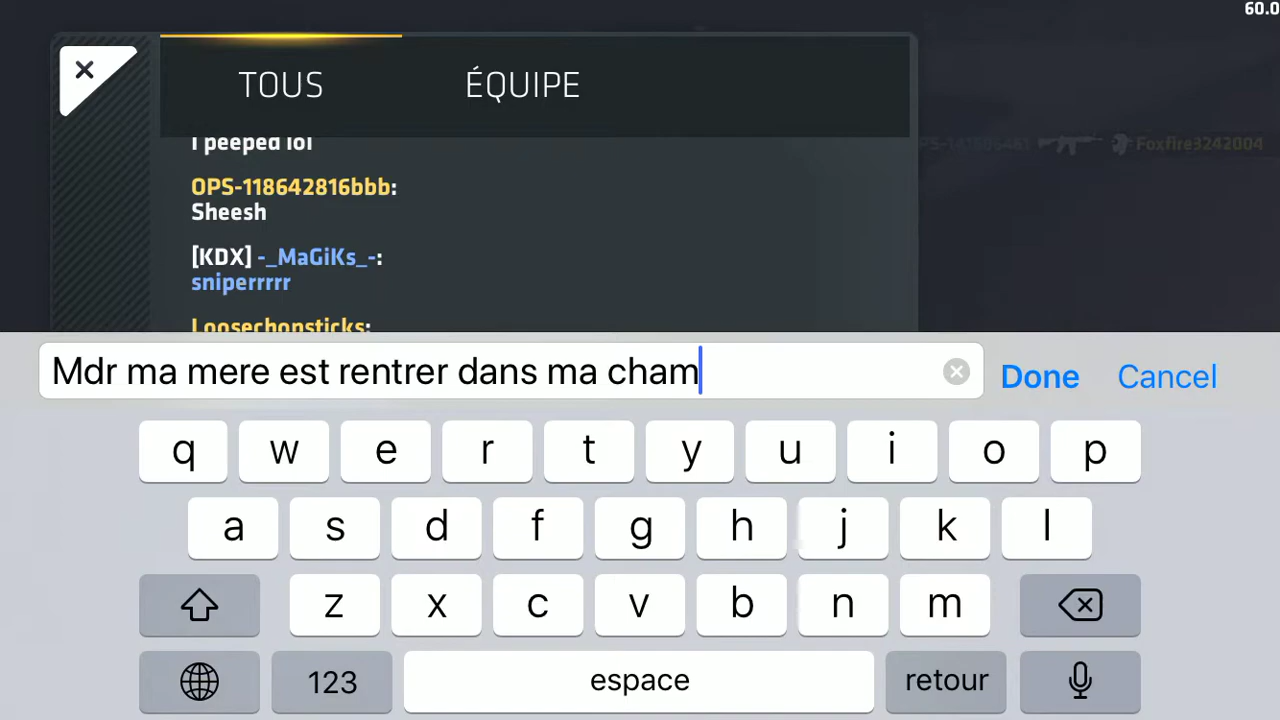 60.0
TOUS ÉQUIPE
I peeped lol
Foxfire3242004
OPS-118642816bbb:
Sheesh
[KDX] -_MaGiKs_-:
sniperrrrr
Loosechopsticks:
Mdr ma mere est rentrer dans ma cham
Done Cancel
q w e r t y u i o p
a s d f g h j k l
z x c v b n m
123 espace retour